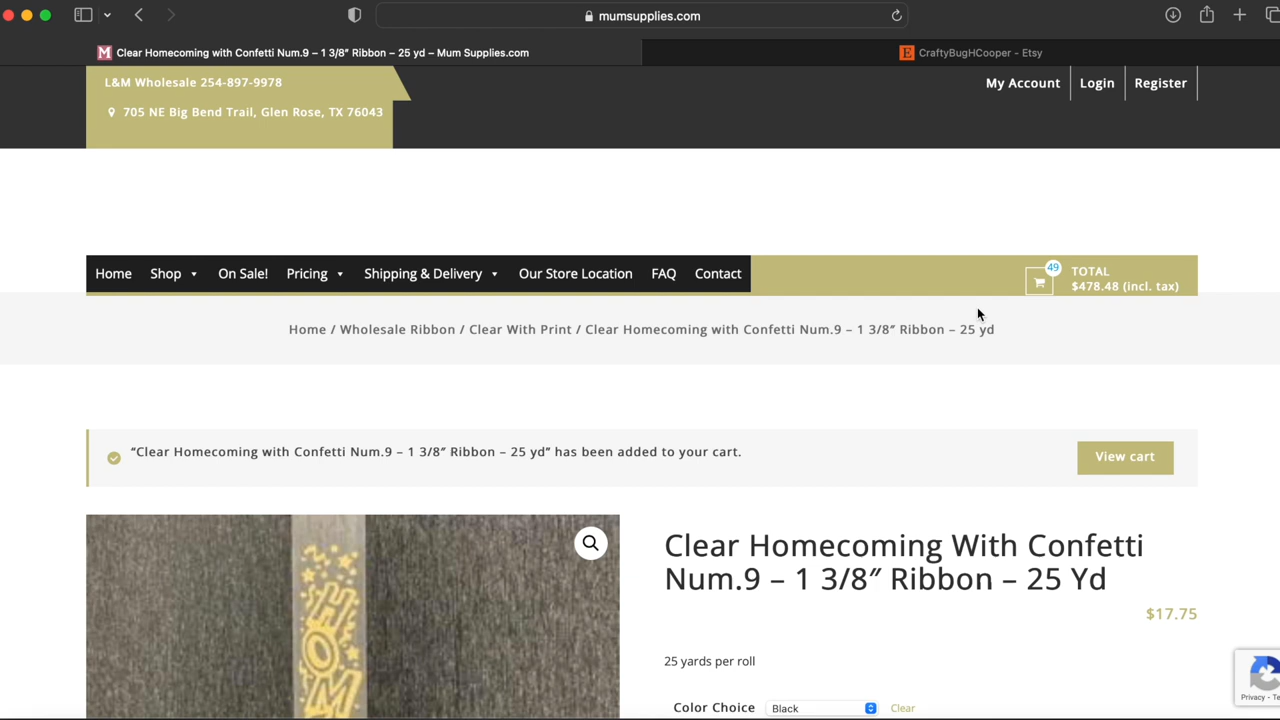 mumsupplies.com
M Clear Homecoming with Confetti Num.9 – 1 3/8″ Ribbon – 25 yd – Mum Supplies.com
E CraftyBugHCooper - Etsy
L&M Wholesale 254-897-9978
My Account Login Register
705 NE Big Bend Trail, Glen Rose, TX 76043
Home Shop On Sale! Pricing Shipping & Delivery Our Store Location FAQ Contact
49
TOTAL
$478.48 (incl. tax)
Home / Wholesale Ribbon / Clear With Print / Clear Homecoming with Confetti Num.9 – 1 3/8″ Ribbon – 25 yd
“Clear Homecoming with Confetti Num.9 – 1 3/8″ Ribbon – 25 yd” has been added to your cart.
View cart
HOM
Clear Homecoming With Confetti
Num.9 – 1 3/8″ Ribbon – 25 Yd
$17.75
25 yards per roll
Color Choice Black Clear
Privacy - Te